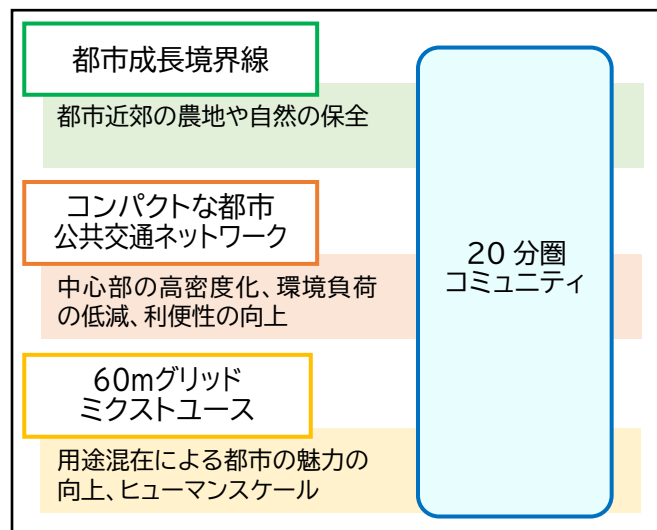 都市成長境界線
都市近郊の農地や自然の保全
コンパクトな都市
公共交通ネットワーク
中心部の高密度化、環境負荷
の低減、利便性の向上
60mグリッド
ミクストユース
用途混在による都市の魅力の
向上、ヒューマンスケール
20 分圏
コミュニティ